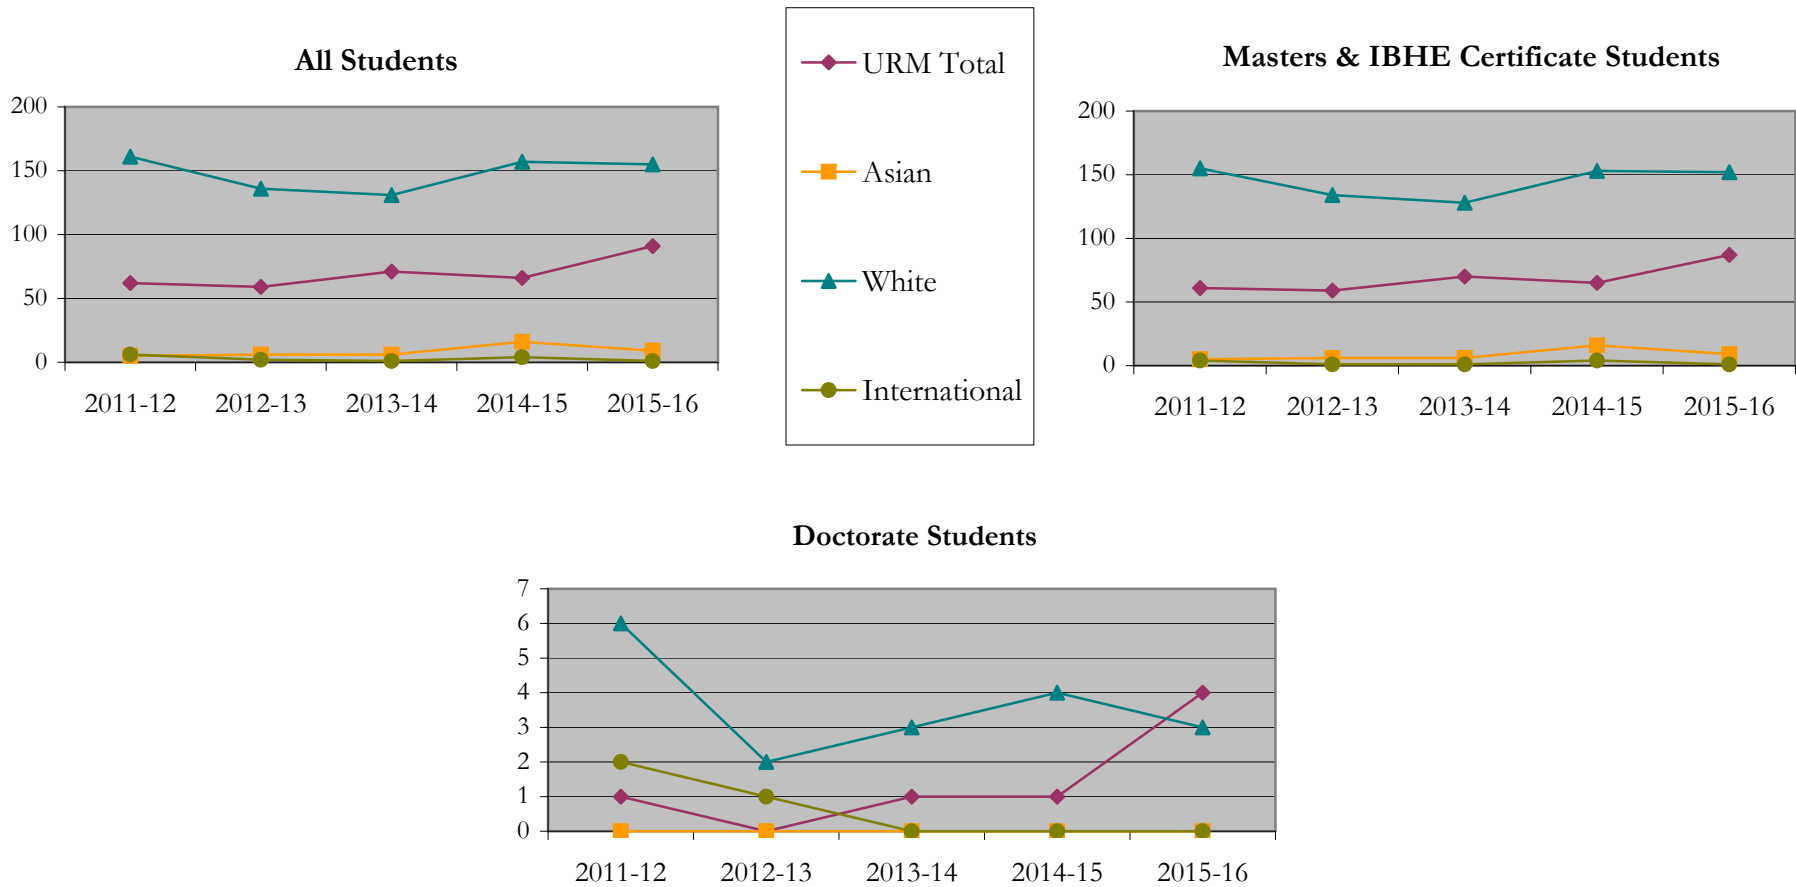 All Students
200
150
100
50
0
2011-12 2012-13 2013-14 2014-15 2015-16
URM Total
Asian
White
International
Masters & IBHE Certificate Students
200
150
100
50
0
2011-12 2012-13 2013-14 2014-15 2015-16
Doctorate Students
7
6
5
4
3
2
1
0
2011-12 2012-13 2013-14 2014-15 2015-16